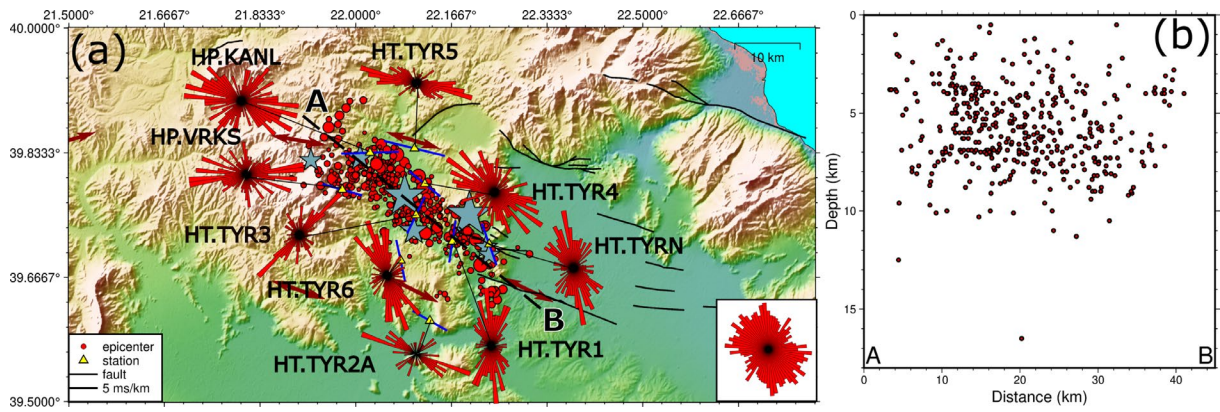 21.5000° 21.6667° 21.8333° 22.0000° 22.1667° 22.3333° 22.5000° 22.6667°
40.0000°
39.8333°
39.6667°
39.5000°
(a)
HP.KANL
HT.TYR5
10 km
A
HP.VRKS
HT.TYR4
HT.TYR3
HT.TYRN
HT.TYR6
B
HT.TYR1
HT.TYR2A
epicenter
station
fault
5 ms/km
(b)
0
5
10
15
Depth (km)
A B
0 10 20 30 40
Distance (km)